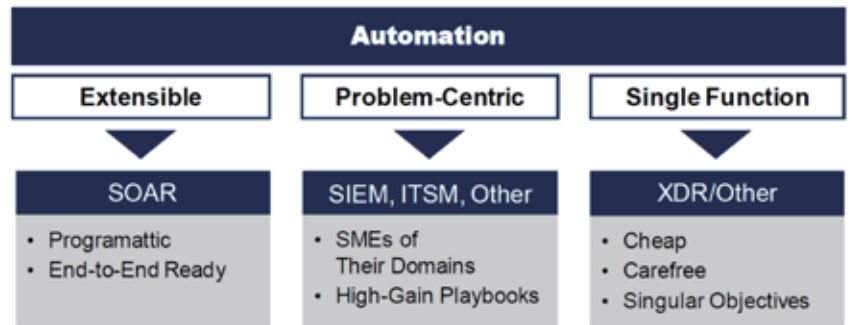 Automation
Extensible
Problem-Centric
Single Function
SOAR
• Programattic
• End-to-End Ready
SIEM, ITSM, Other
• SMEs of
Their Domains
• High-Gain Playbooks
XDR/Other
• Cheap
• Carefree
• Singular Objectives